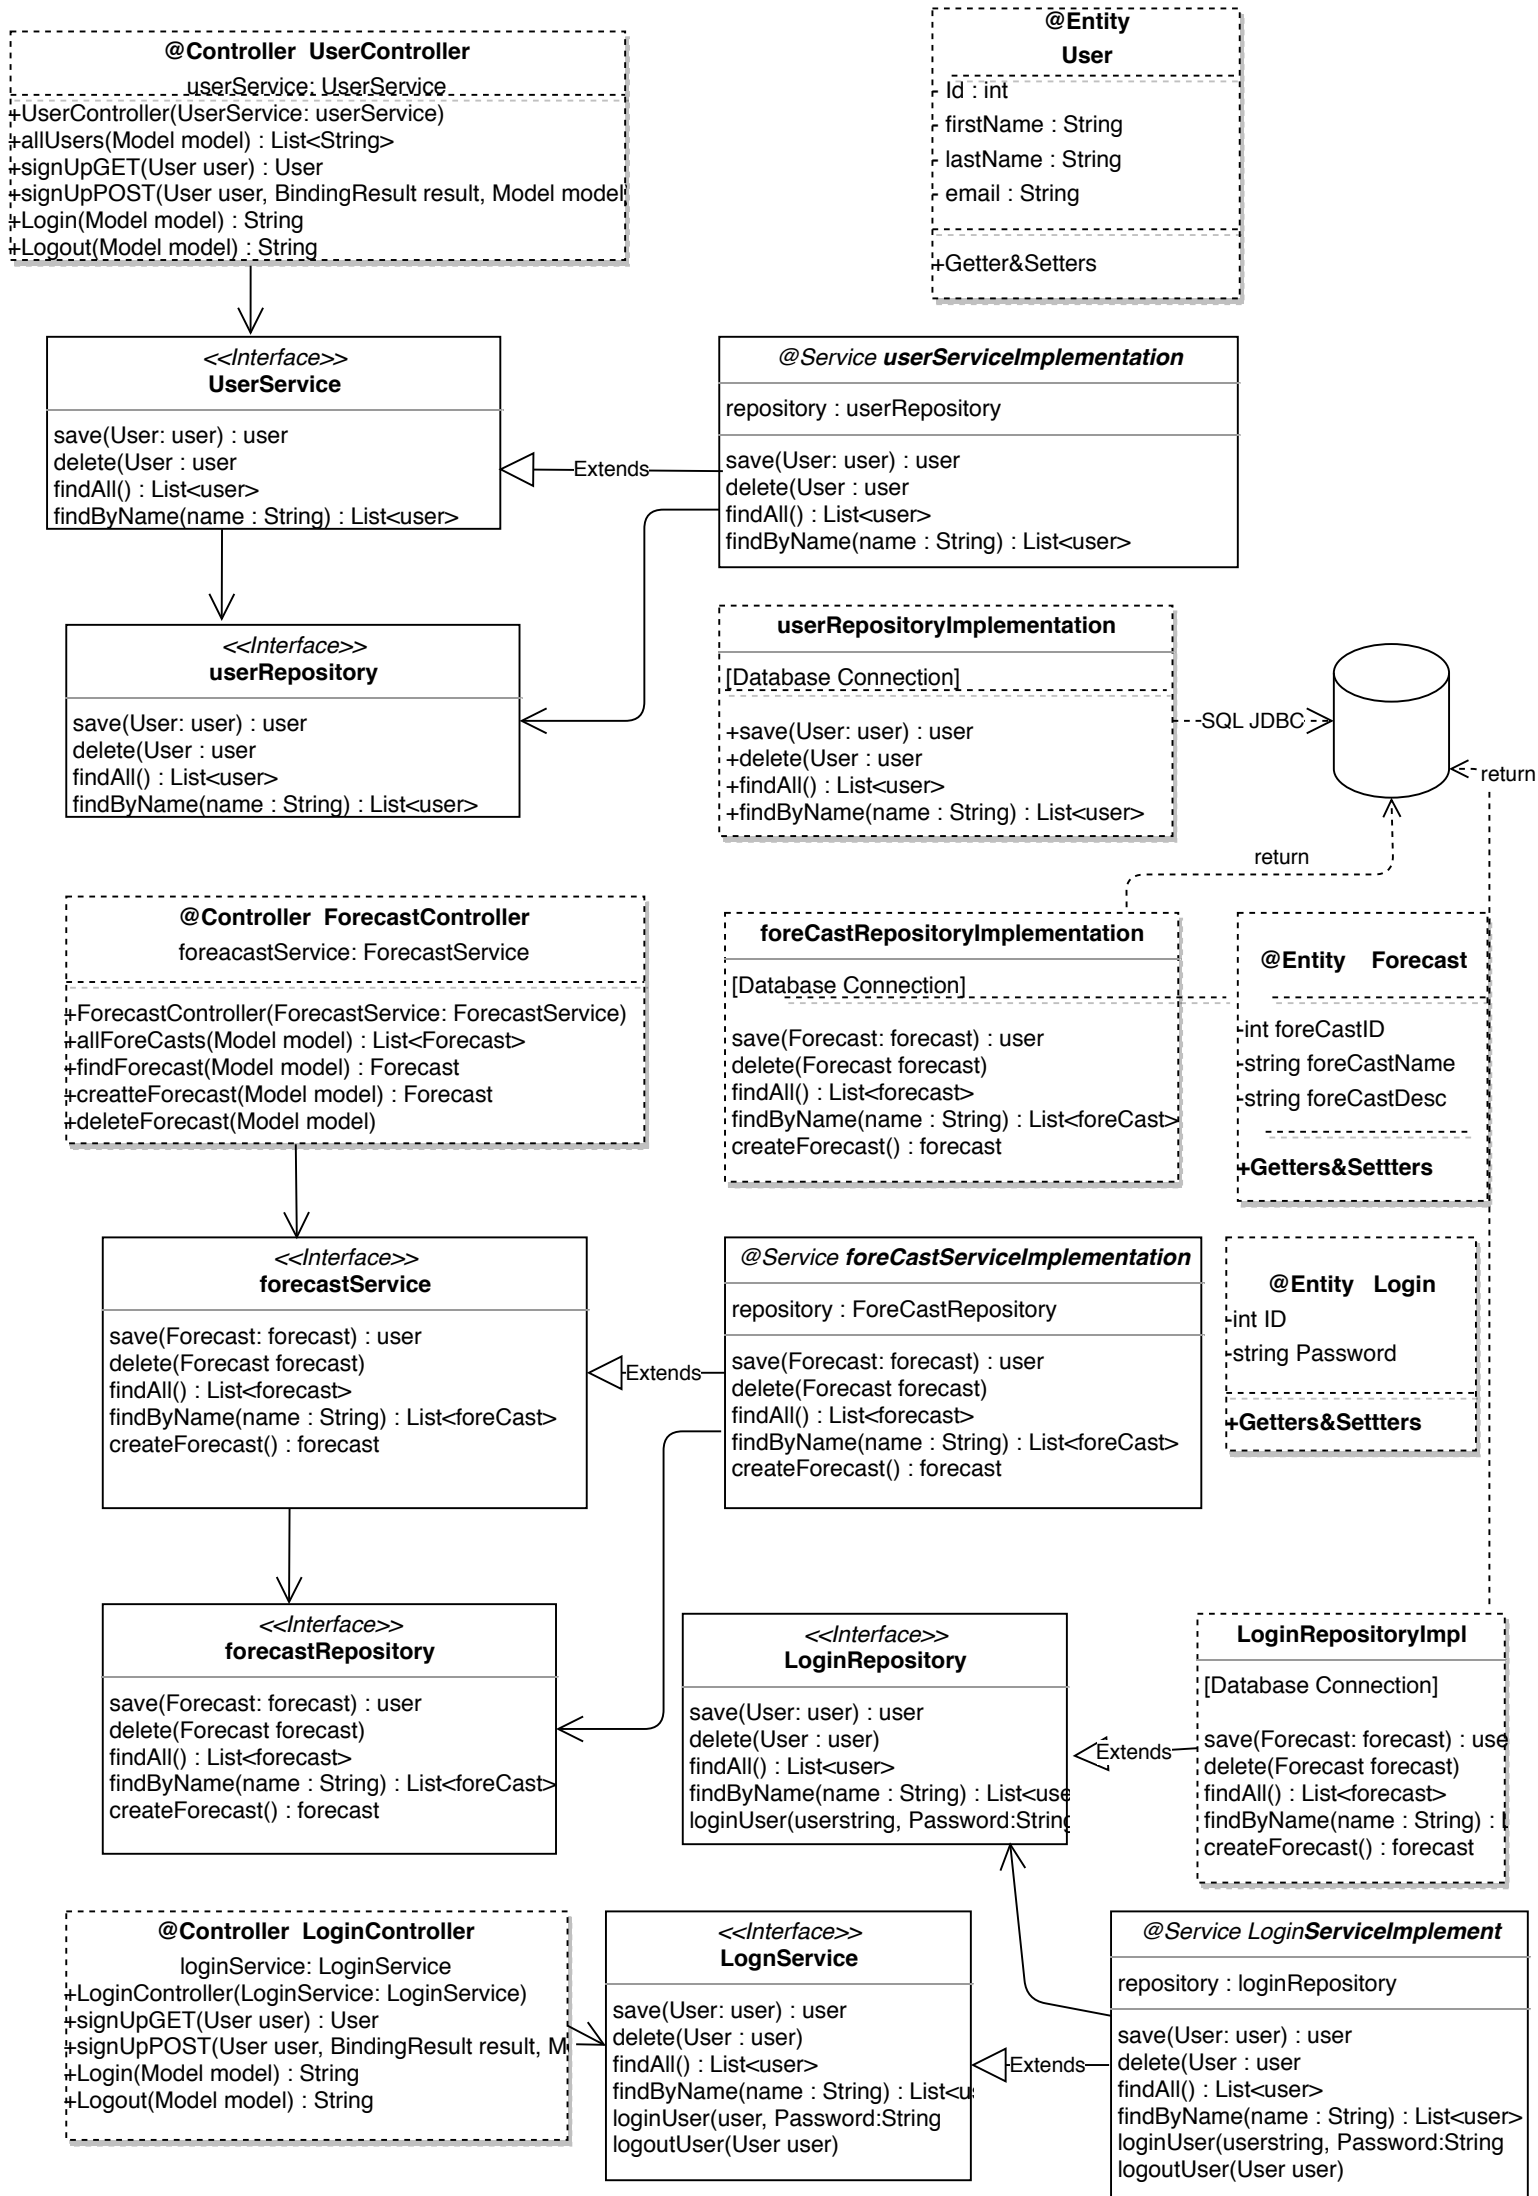 @Controller  UserController
userService: UserService
+UserController(UserService: userService)
+allUsers(Model model) : List<String>
+signUpGET(User user) : User
+signUpPOST(User user, BindingResult result, Model model
+Login(Model model) : String
+Logout(Model model) : String
@Entity
User
- Id : int
- firstName : String
- lastName : String
- email : String
+Getter&Setters
<<Interface>>
UserService
save(User: user) : user
delete(User : user
findAll() : List<user>
findByName(name : String) : List<user>
Extends
@Service userServiceImplementation
repository : userRepository
save(User: user) : user
delete(User : user
findAll() : List<user>
findByName(name : String) : List<user>
<<Interface>>
userRepository
save(User: user) : user
delete(User : user
findAll() : List<user>
findByName(name : String) : List<user>
userRepositoryImplementation
[Database Connection]
+save(User: user) : user
+delete(User : user
+findAll() : List<user>
+findByName(name : String) : List<user>
SQL JDBC
return
return
@Controller  ForecastController
foreacastService: ForecastService
+ForecastController(ForecastService: ForecastService)
+allForeCasts(Model model) : List<Forecast>
+findForecast(Model model) : Forecast
+creatteForecast(Model model) : Forecast
+deleteForecast(Model model)
foreCastRepositoryImplementation
[Database Connection]
save(Forecast: forecast) : user
delete(Forecast forecast)
findAll() : List<forecast>
findByName(name : String) : List<foreCast>
createForecast() : forecast
@Entity    Forecast
-int foreCastID
-string foreCastName
-string foreCastDesc
+Getters&Settters
<<Interface>>
forecastService
save(Forecast: forecast) : user
delete(Forecast forecast)
findAll() : List<forecast>
findByName(name : String) : List<foreCast>
createForecast() : forecast
Extends
@Service foreCastServiceImplementation
repository : ForeCastRepository
save(Forecast: forecast) : user
delete(Forecast forecast)
findAll() : List<forecast>
findByName(name : String) : List<foreCast>
createForecast() : forecast
@Entity   Login
-int ID
-string Password
+Getters&Settters
<<Interface>>
forecastRepository
save(Forecast: forecast) : user
delete(Forecast forecast)
findAll() : List<forecast>
findByName(name : String) : List<foreCast>
createForecast() : forecast
<<Interface>>
LoginRepository
save(User: user) : user
delete(User : user)
findAll() : List<user>
findByName(name : String) : List<use
loginUser(userstring, Password:String
Extends
LoginRepositoryImpl
[Database Connection]
save(Forecast: forecast) : use
delete(Forecast forecast)
findAll() : List<forecast>
findByName(name : String) :
createForecast() : forecast
@Controller  LoginController
loginService: LoginService
+LoginController(LoginService: LoginService)
+signUpGET(User user) : User
+signUpPOST(User user, BindingResult result, M
+Login(Model model) : String
+Logout(Model model) : String
<<Interface>>
LognService
save(User: user) : user
delete(User : user)
findAll() : List<user>
findByName(name : String) : List<u
loginUser(user, Password:String
logoutUser(User user)
Extends
@Service LoginServiceImplement
repository : loginRepository
save(User: user) : user
delete(User : user
findAll() : List<user>
findByName(name : String) : List<user>
loginUser(userstring, Password:String
logoutUser(User user)